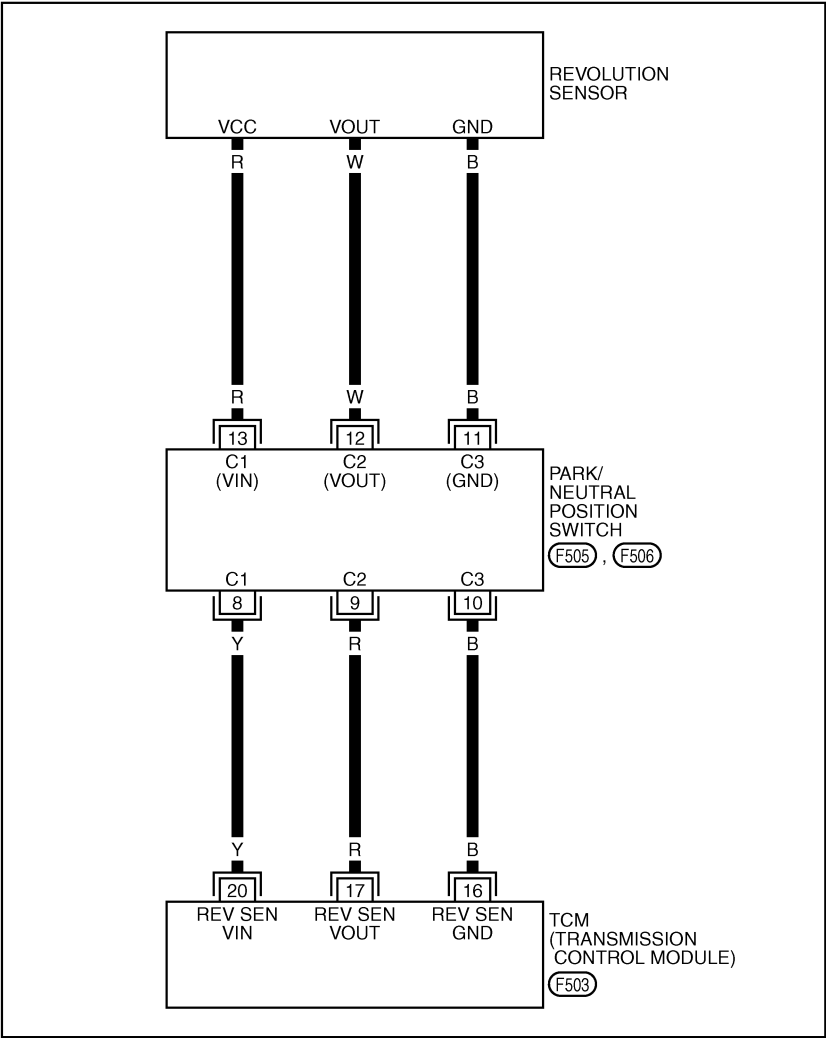 REVOLUTION
SENSOR
VCC VOUT GND
R W B
R W B
13 12 11
C1 C2 C3
(VIN) (VOUT) (GND)
PARK/
NEUTRAL
POSITION
SWITCH
F505 , F506
C1 C2 C3
8 9 10
Y R B
Y R B
20 17 16
REV SEN REV SEN REV SEN
VIN VOUT GND
TCM
(TRANSMISSION
CONTROL MODULE)
F503